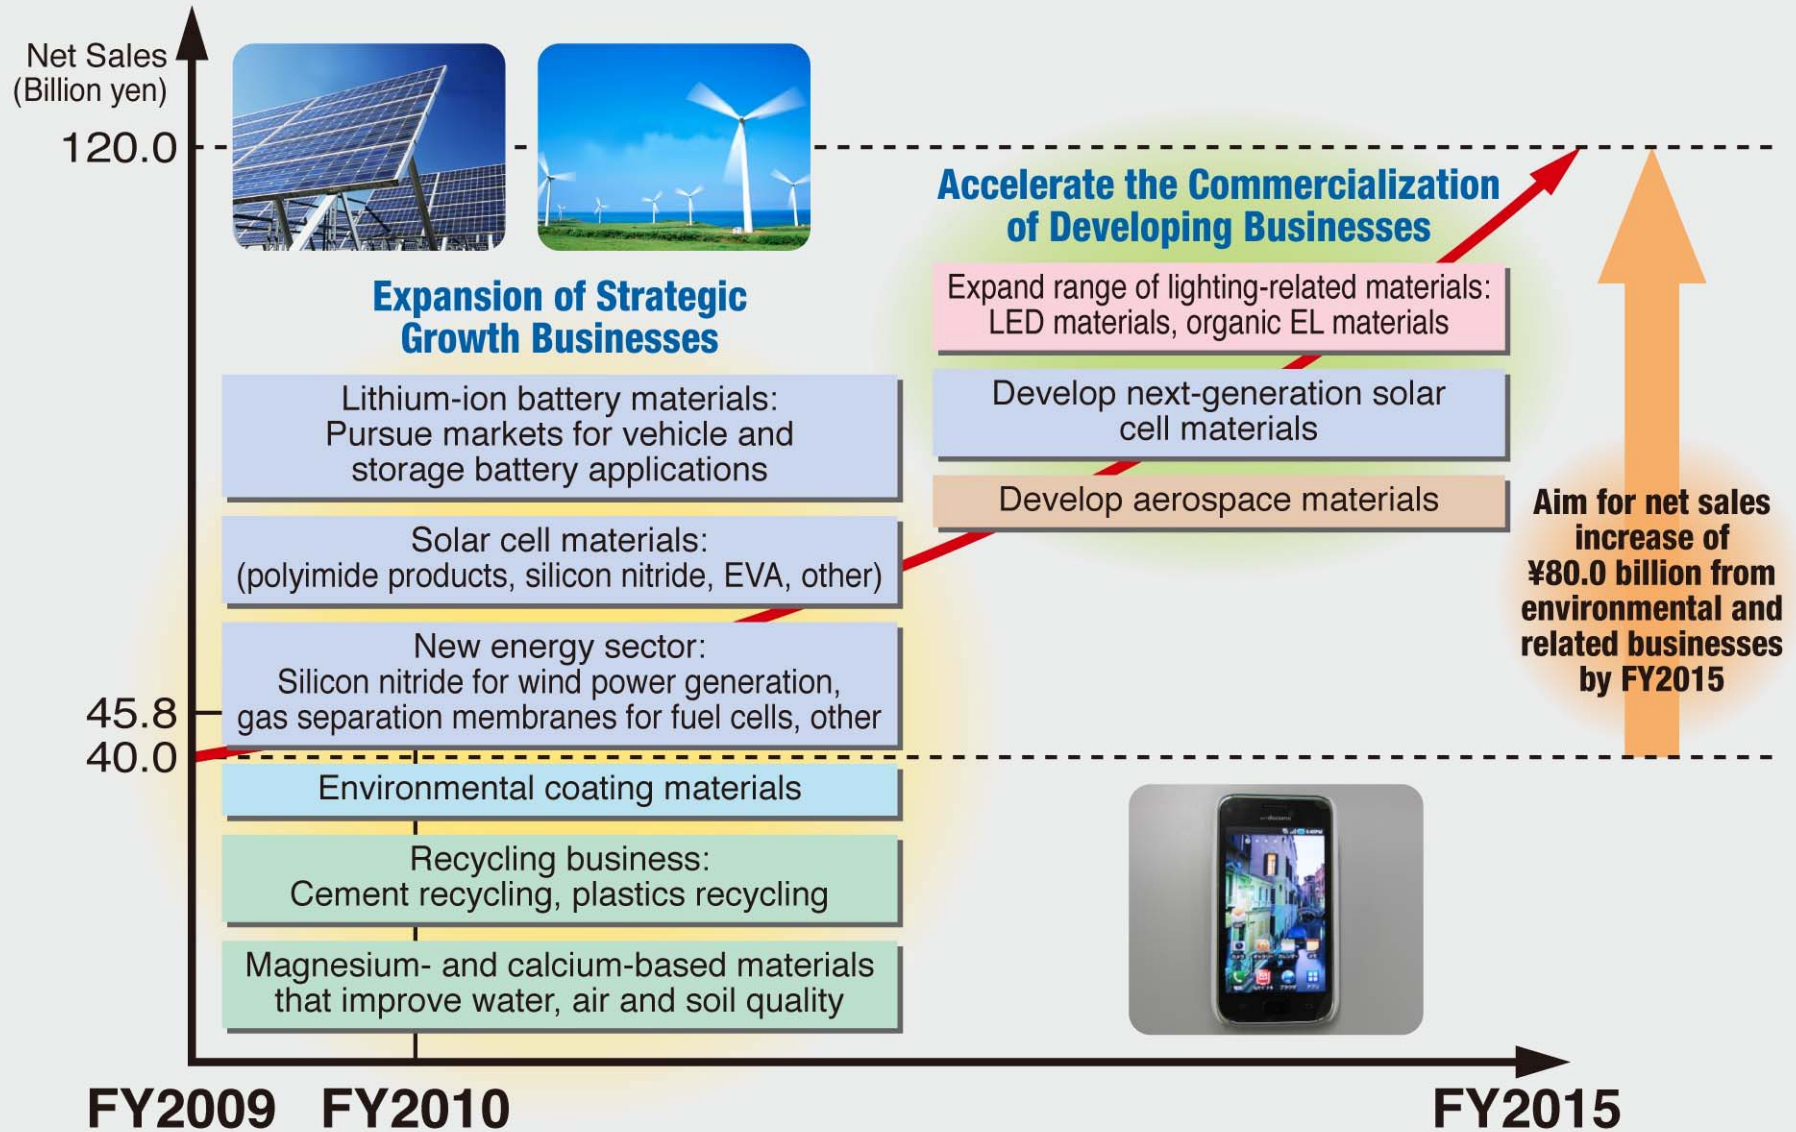 Net Sales
(Billion yen)
120.0
45.8
40.0
Expansion of Strategic
Growth Businesses
Lithium-ion battery materials:
Pursue markets for vehicle and
storage battery applications
Solar cell materials:
(polyimide products, silicon nitride, EVA, other)
New energy sector:
Silicon nitride for wind power generation,
gas separation membranes for fuel cells, other
Environmental coating materials
Recycling business:
Cement recycling, plastics recycling
Magnesium- and calcium-based materials
that improve water, air and soil quality
Accelerate the Commercialization
of Developing Businesses
Expand range of lighting-related materials:
LED materials, organic EL materials
Develop next-generation solar
cell materials
Develop aerospace materials
Aim for net sales
increase of
¥80.0 billion from
environmental and
related businesses
by FY2015
FY2009
FY2010
FY2015